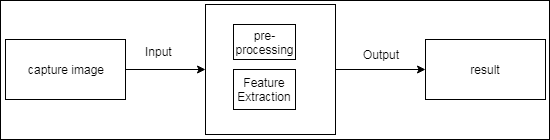 capture image
Input
pre-
processing
Feature
Extraction
Output
result